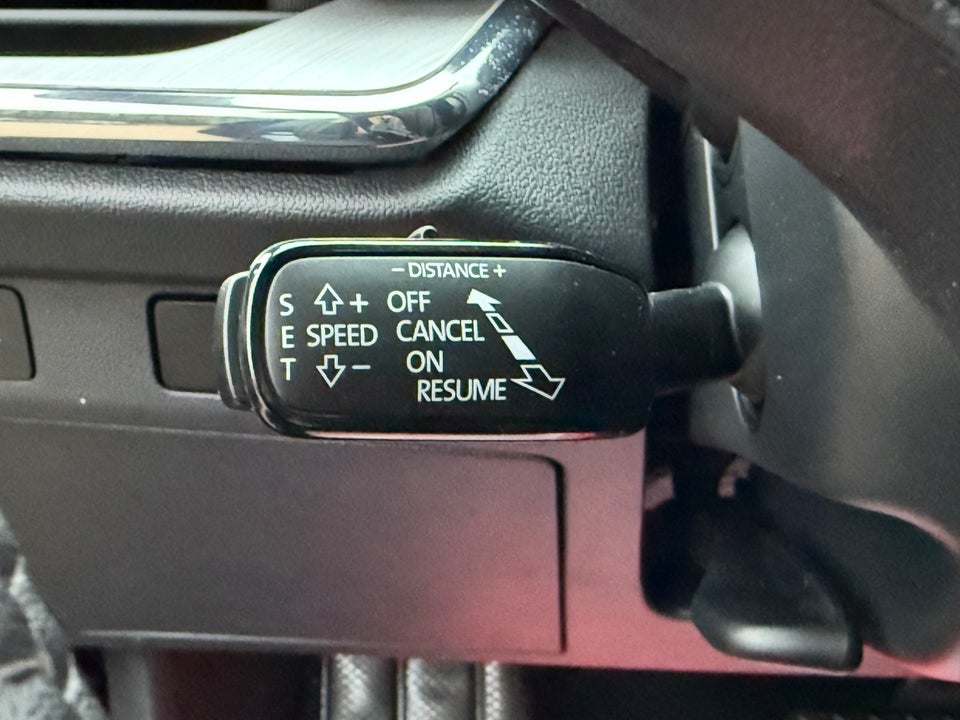 − DISTANCE +
S + OFF
E SPEED CANCEL
T − ON
RESUME